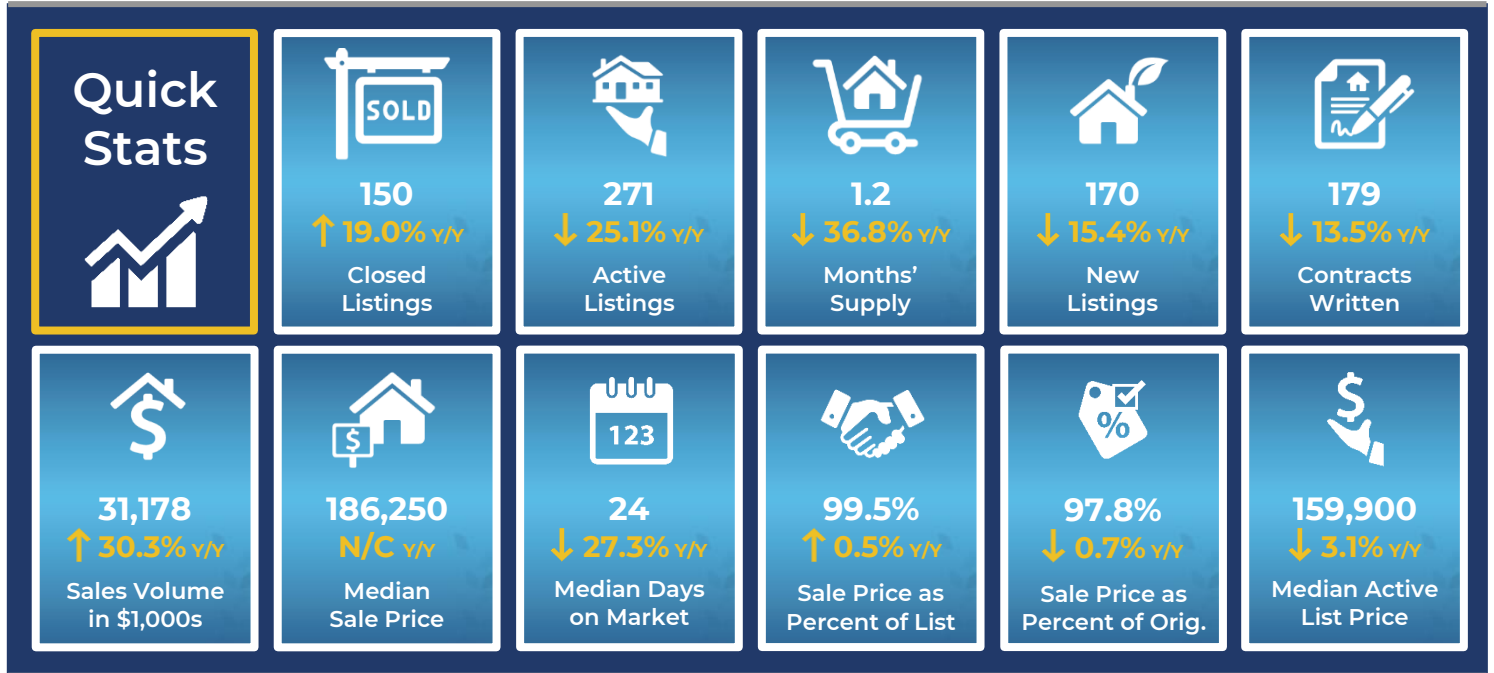 Quick
Stats
SOLD
150
↑ 19.0% Y/Y
Closed
Listings
271
↓ 25.1% Y/Y
Active
Listings
1.2
↓ 36.8% Y/Y
Months’
Supply
170
↓ 15.4% Y/Y
New
Listings
179
↓ 13.5% Y/Y
Contracts
Written
$
31,178
↑ 30.3% Y/Y
Sales Volume
in $1,000s
$
186,250
N/C Y/Y
Median
Sale Price
123
24
↓ 27.3% Y/Y
Median Days
on Market
99.5%
↑ 0.5% Y/Y
Sale Price as
Percent of List
%
97.8%
↓ 0.7% Y/Y
Sale Price as
Percent of Orig.
$
159,900
↓ 3.1% Y/Y
Median Active
List Price